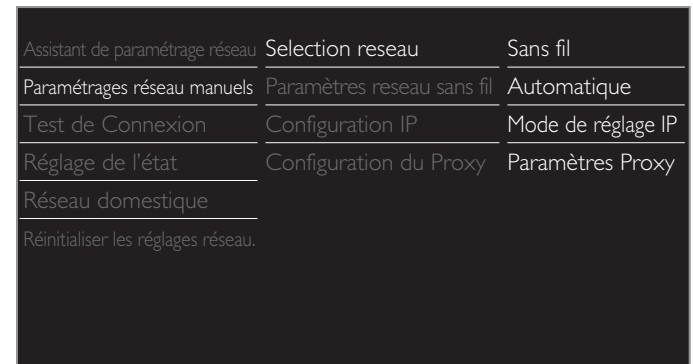 Assistant de paramétrage réseau Selection reseau Sans fil
Paramétrages réseau manuels Paramètres reseau sans fil Automatique
Test de Connexion Configuration IP Mode de réglage IP
Réglage de l'état Configuration du Proxy Paramètres Proxy
Réseau domestique
Réinitialiser les réglages réseau.